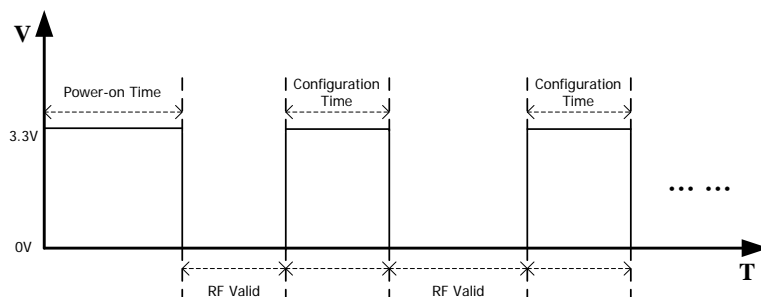 V
Power-on Time
Configuration
Time
Configuration
Time
3.3V
... ...
0V
T
RF Valid
RF Valid